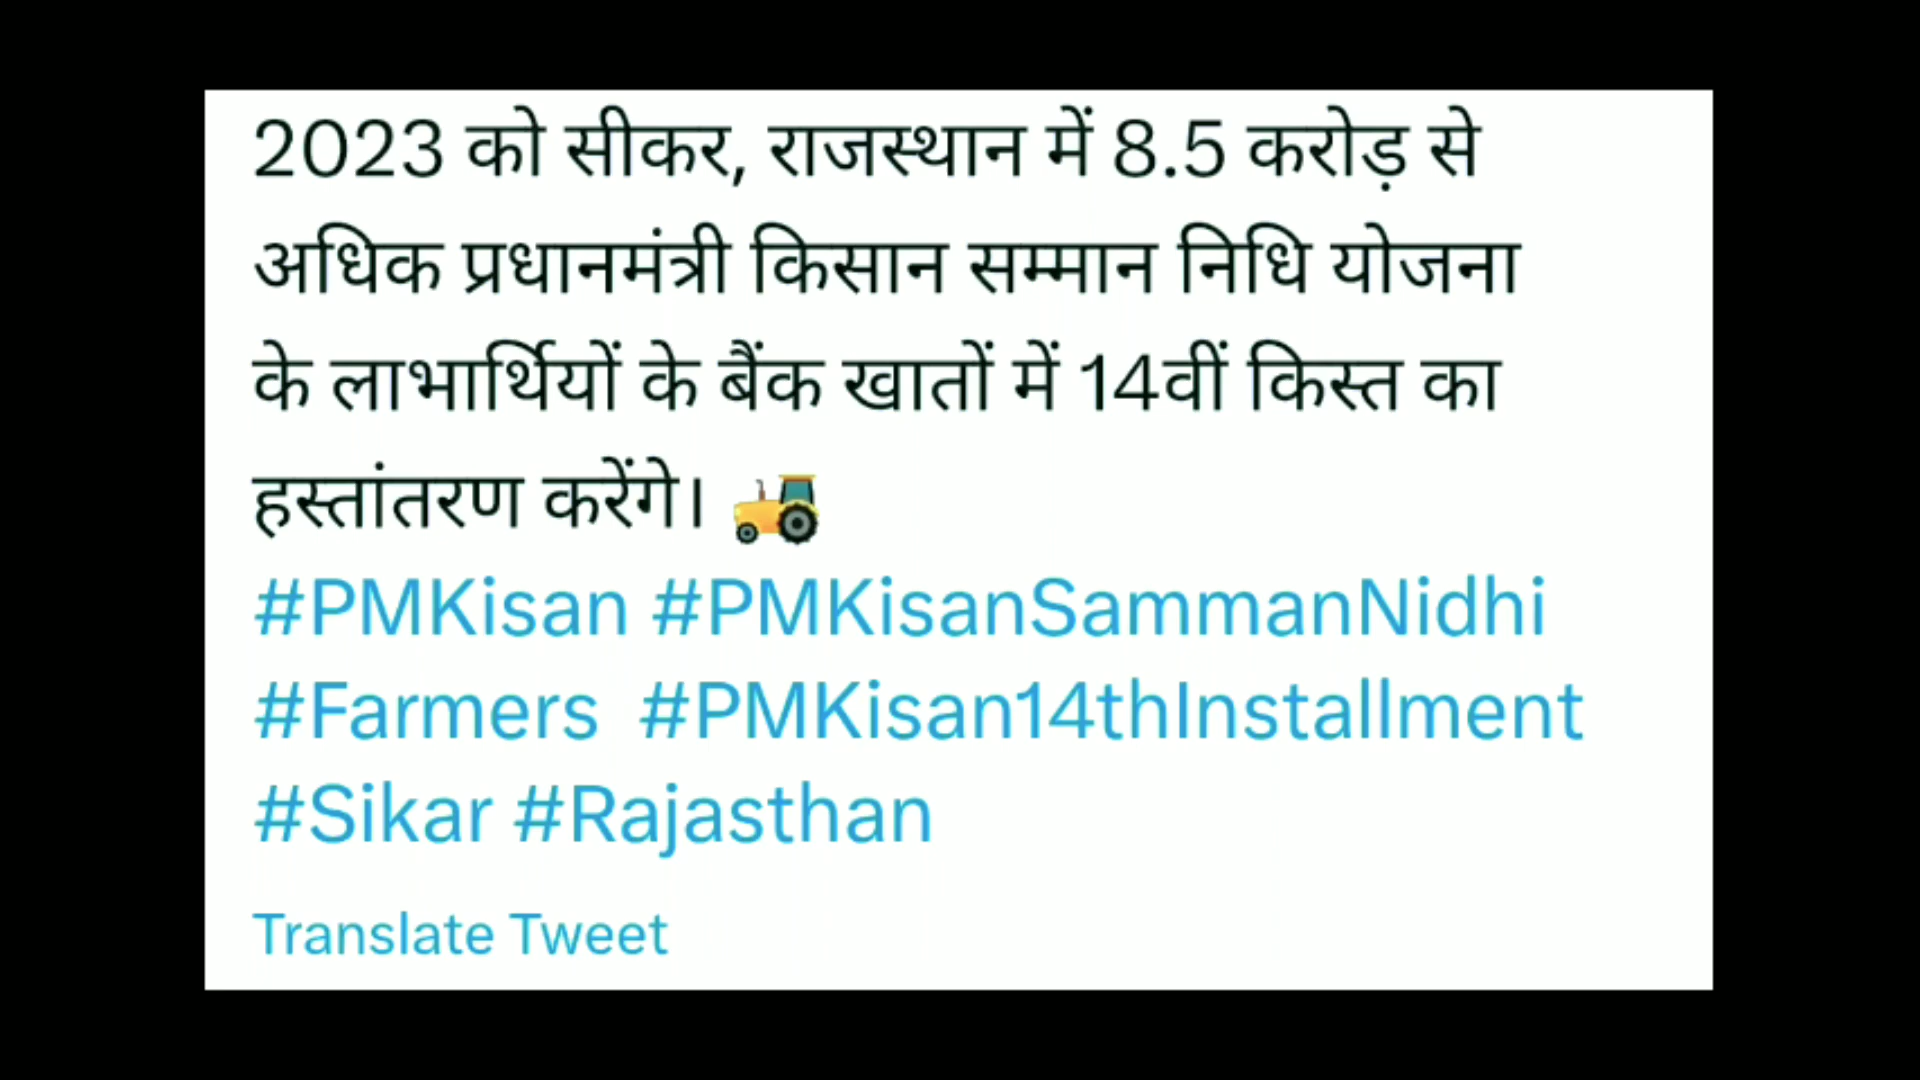 2023 को सीकर, राजस्थान में 8.5 करोड़ से
अधिक प्रधानमंत्री किसान सम्मान निधि योजना
के लाभार्थियों के बैंक खातों में 14वीं किस्त का
हस्तांतरण करेंगे। 🚜
#PMKisan #PMKisanSammanNidhi
#Farmers #PMKisan14thInstallment
#Sikar #Rajasthan
Translate Tweet